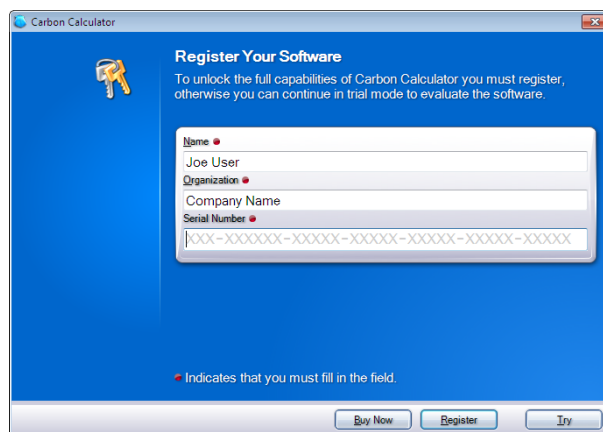 Carbon Calculator
Register Your Software
To unlock the full capabilities of Carbon Calculator you must register,
otherwise you can continue in trial mode to evaluate the software.
Name
Joe User
Organization
Company Name
Serial Number
XXX-XXXXXX-XXXXX-XXXXX-XXXXX-XXXXX-XXXXX
Indicates that you must fill in the field.
Buy Now Register Try